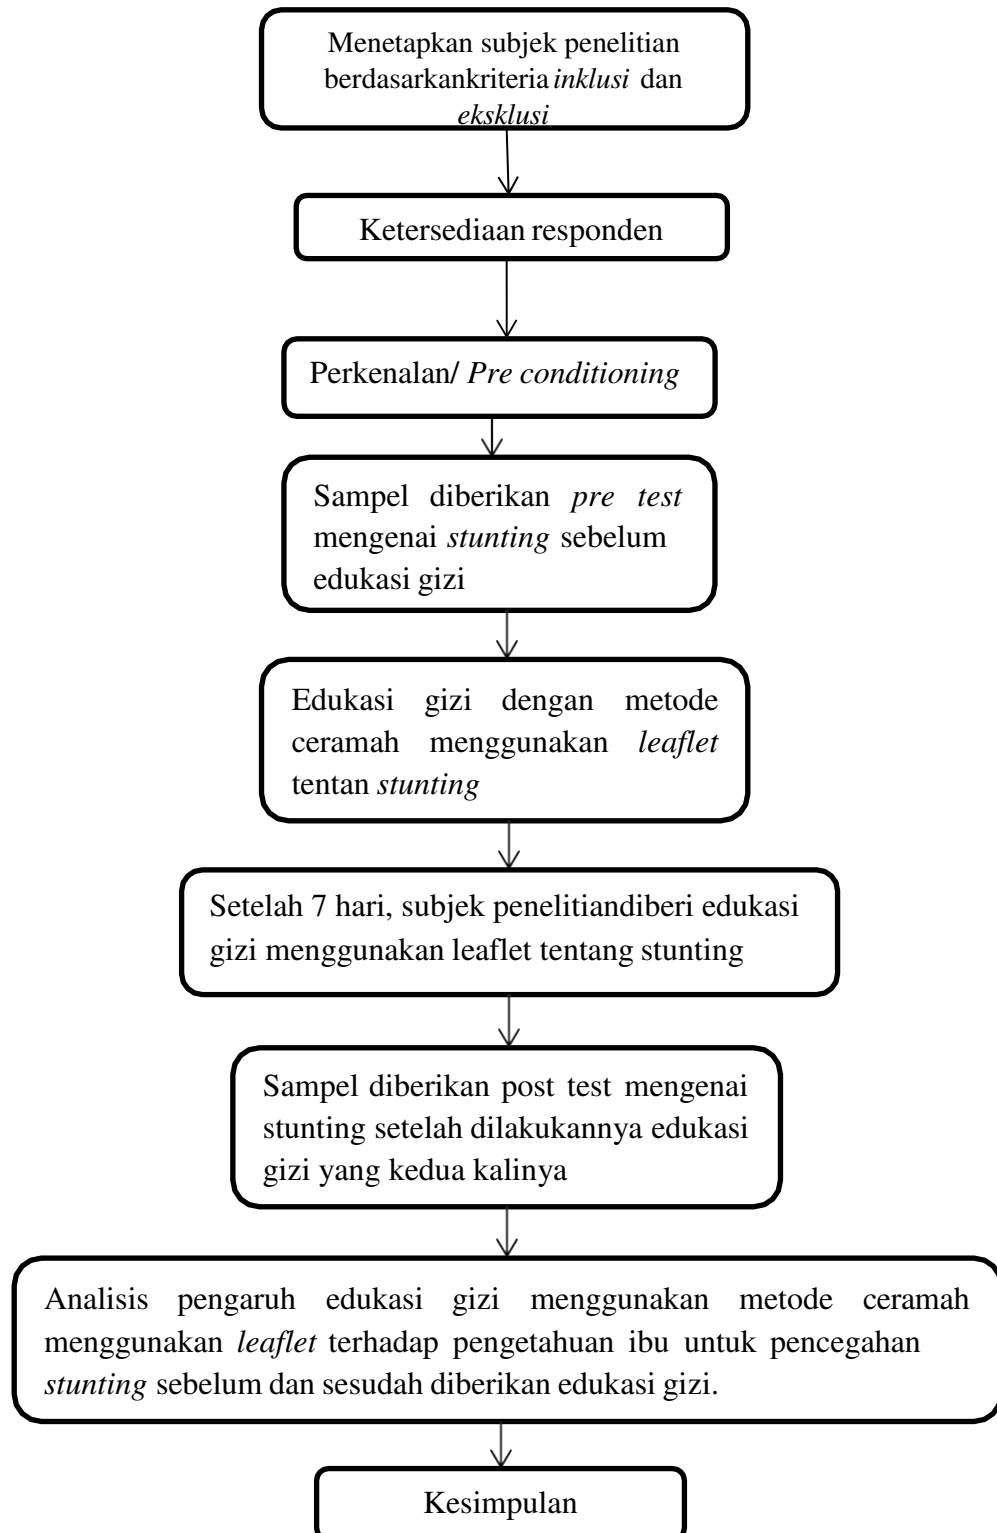 Menetapkan subjek penelitian
berdasarkankriteria inklusi dan
eksklusi
Ketersediaan responden
Perkenalan/ Pre conditioning
Sampel diberikan pre test
mengenai stunting sebelum
edukasi gizi
Edukasi gizi dengan metode
ceramah menggunakan leaflet
tentan stunting
Setelah 7 hari, subjek penelitiandiberi edukasi
gizi menggunakan leaflet tentang stunting
Sampel diberikan post test mengenai
stunting setelah dilakukannya edukasi
gizi yang kedua kalinya
Analisis pengaruh edukasi gizi menggunakan metode ceramah
menggunakan leaflet terhadap pengetahuan ibu untuk pencegahan
stunting sebelum dan sesudah diberikan edukasi gizi.
Kesimpulan